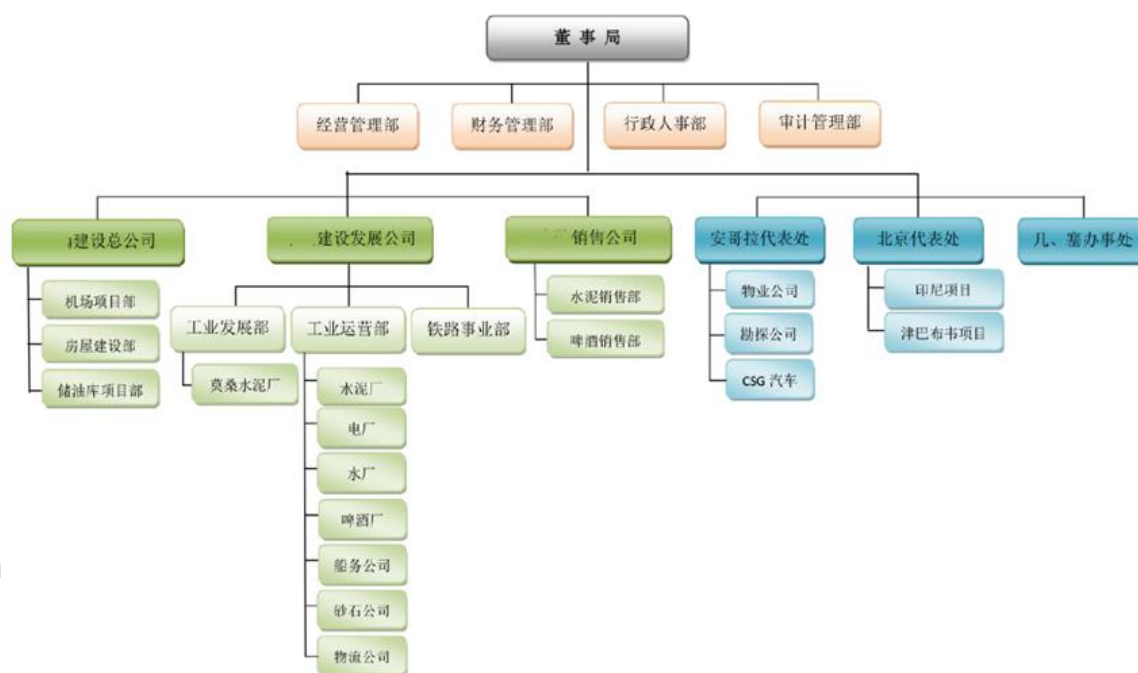 董 事 局
经营管理部
财务管理部
行政人事部
审计管理部
建设总公司
建设发展公司
销售公司
安哥拉代表处
北京代表处
几、塞办事处
机场项目部
房屋建设部
储油库项目部
工业发展部
工业运营部
铁路事业部
莫桑水泥厂
水泥厂
电厂
水厂
啤酒厂
船务公司
砂石公司
物流公司
水泥销售部
啤酒销售部
物业公司
勘探公司
CSG 汽车
印尼项目
津巴布韦项目